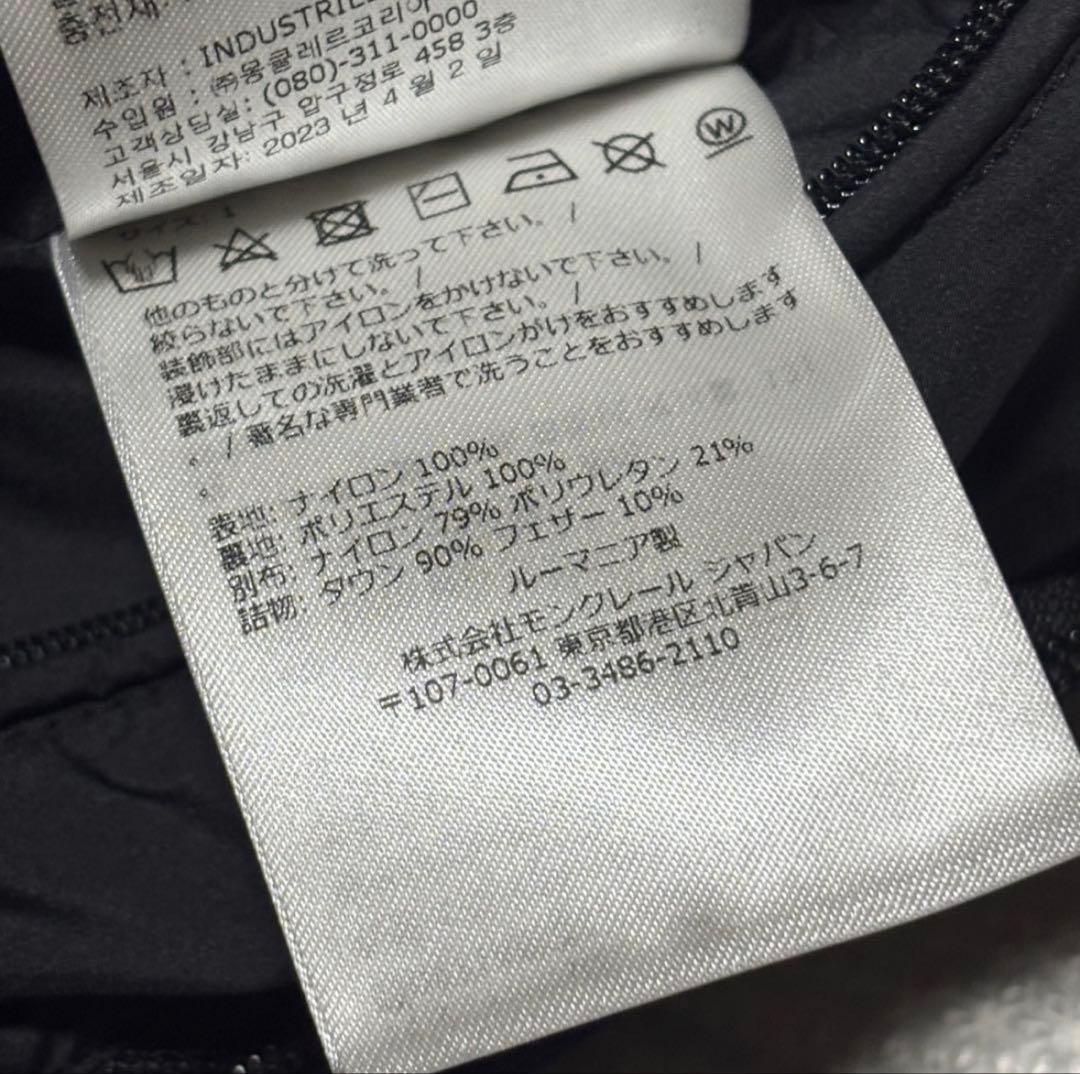 충전재:
제조자 : INDUSTRIE
수입원 : ㈜몽클레르코리아
고객상담실: (080)-311-0000
서울시 강남구 압구정로 458 3층
제조일자: 2023 년 4 월 2 일
サイズ: 1
W
他のものと分けて洗って下さい。 /
絞らないで下さい。 /
装飾部にはアイロンをかけないで下さい。 /
浸けたままにしないで下さい。 /
裏返しての洗濯とアイロンがけをおすすめします
。 / 著名な専門業者で洗うことをおすすめします
。
表地: ナイロン 100%
裏地: ポリエステル 100%
別布: ナイロン 79% ポリウレタン 21%
詰物: ダウン 90% フェザー 10%
ルーマニア製
株式会社モンクレール ジャパン
〒107-0061 東京都港区北青山3-6-7
03-3486-2110